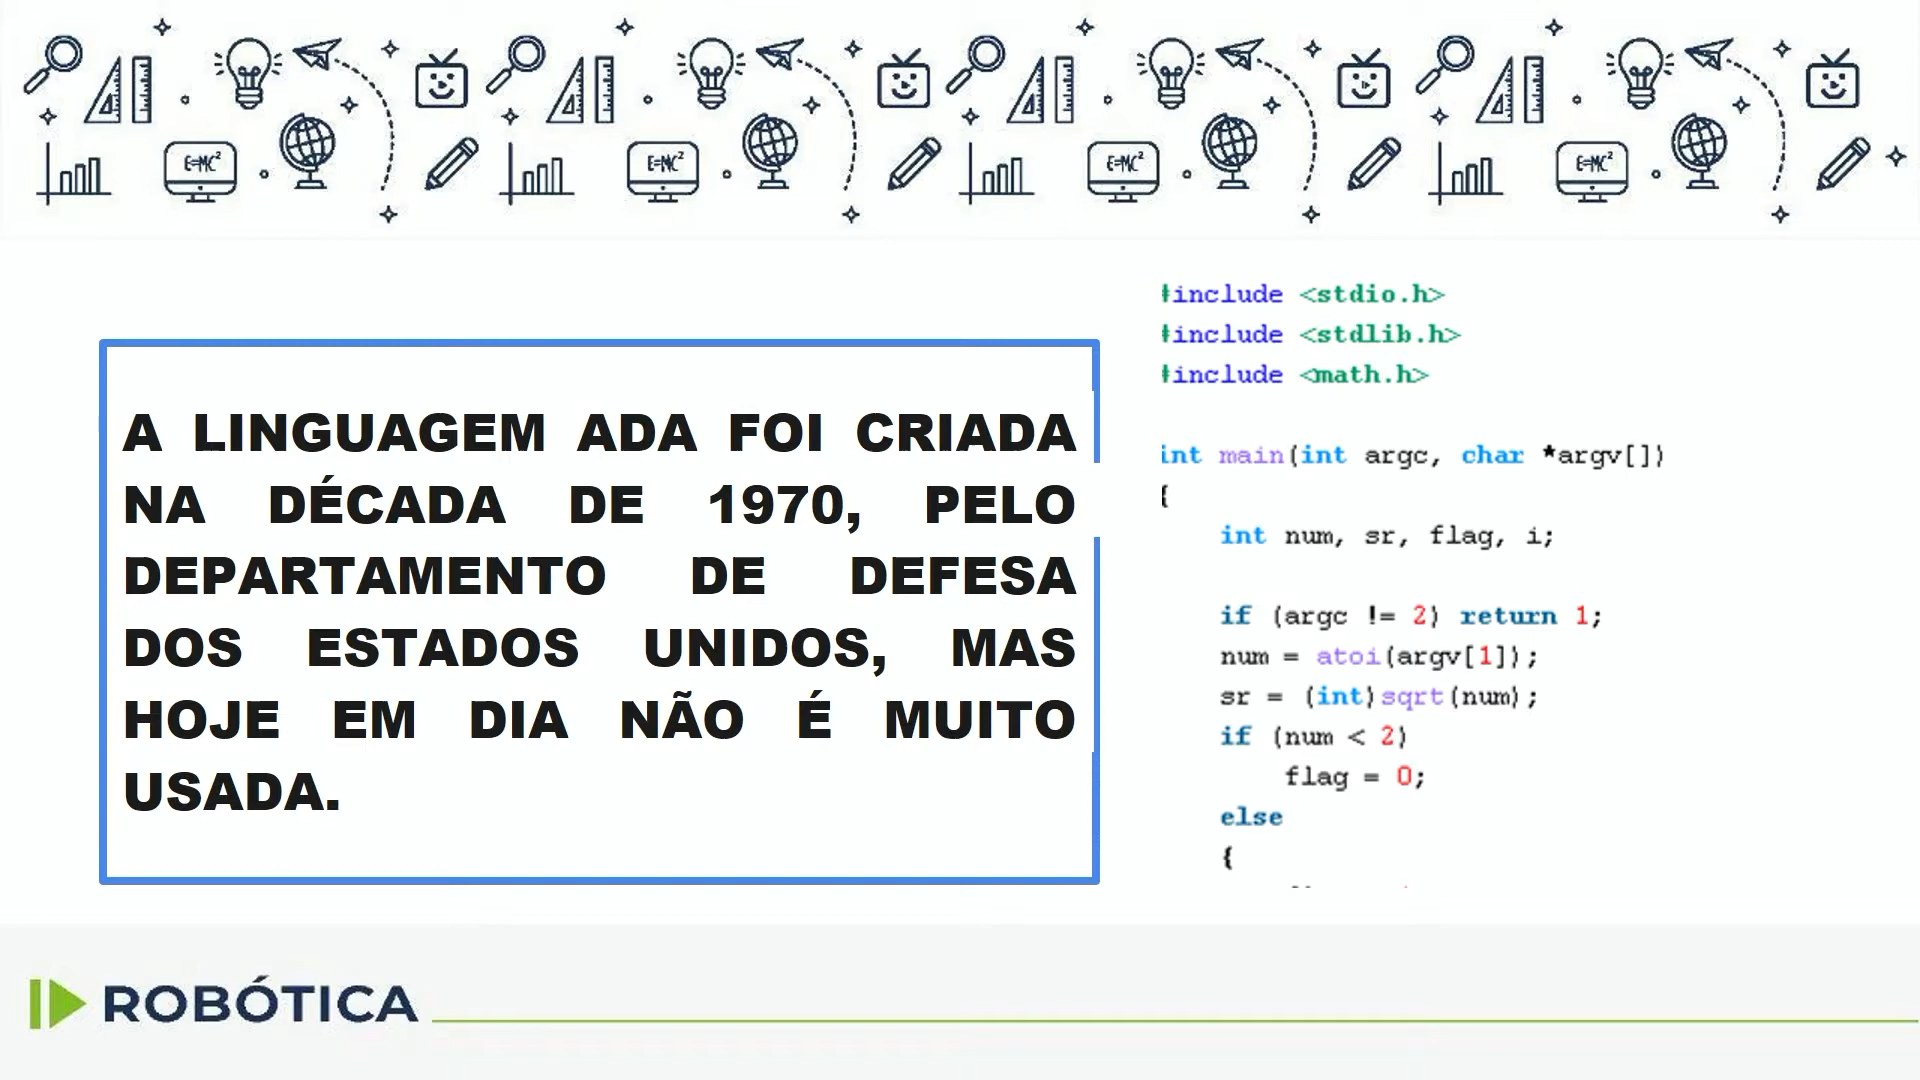 E=MC²
E=MC²
E=MC²
E=MC²
A LINGUAGEM ADA FOI CRIADA
NA DÉCADA DE 1970, PELO
DEPARTAMENTO DE DEFESA
DOS ESTADOS UNIDOS, MAS
HOJE EM DIA NÃO É MUITO
USADA.
#include <stdio.h>
#include <stdlib.h>
#include <math.h>
int main(int argc, char *argv[])
{
int num, sr, flag, i;
if (argc != 2) return 1;
num = atoi(argv[1]);
sr = (int)sqrt(num);
if (num < 2)
flag = 0;
else
{
ROBÓTICA